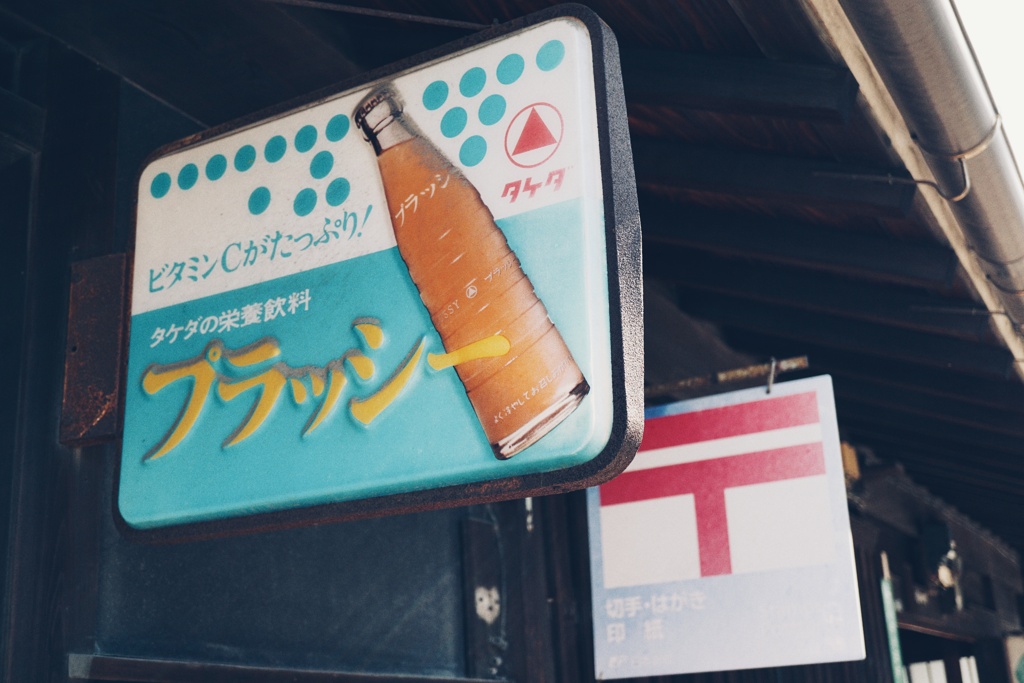 ビタミンCがたっぷり!
タケダの栄養飲料
プラッシー
プラッシー
タケダ
切手・はがき
印紙